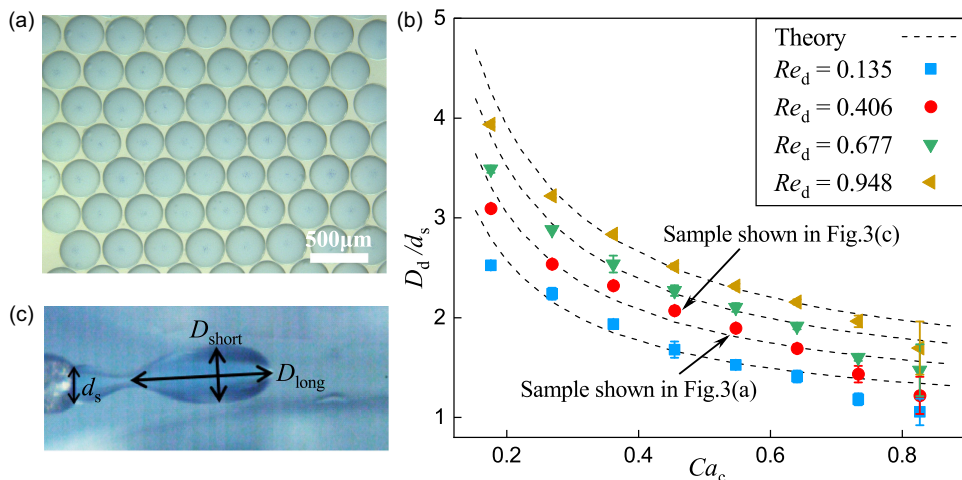 (a)
500μm
(b)
5
4
3
2
1
0.2
0.4
0.6
0.8
D_d/d_s
Ca_c
Theory
Re_d = 0.135
Re_d = 0.406
Re_d = 0.677
Re_d = 0.948
Sample shown in Fig.3(c)
Sample shown in Fig.3(a)
(c)
D_short
D_long
d_s